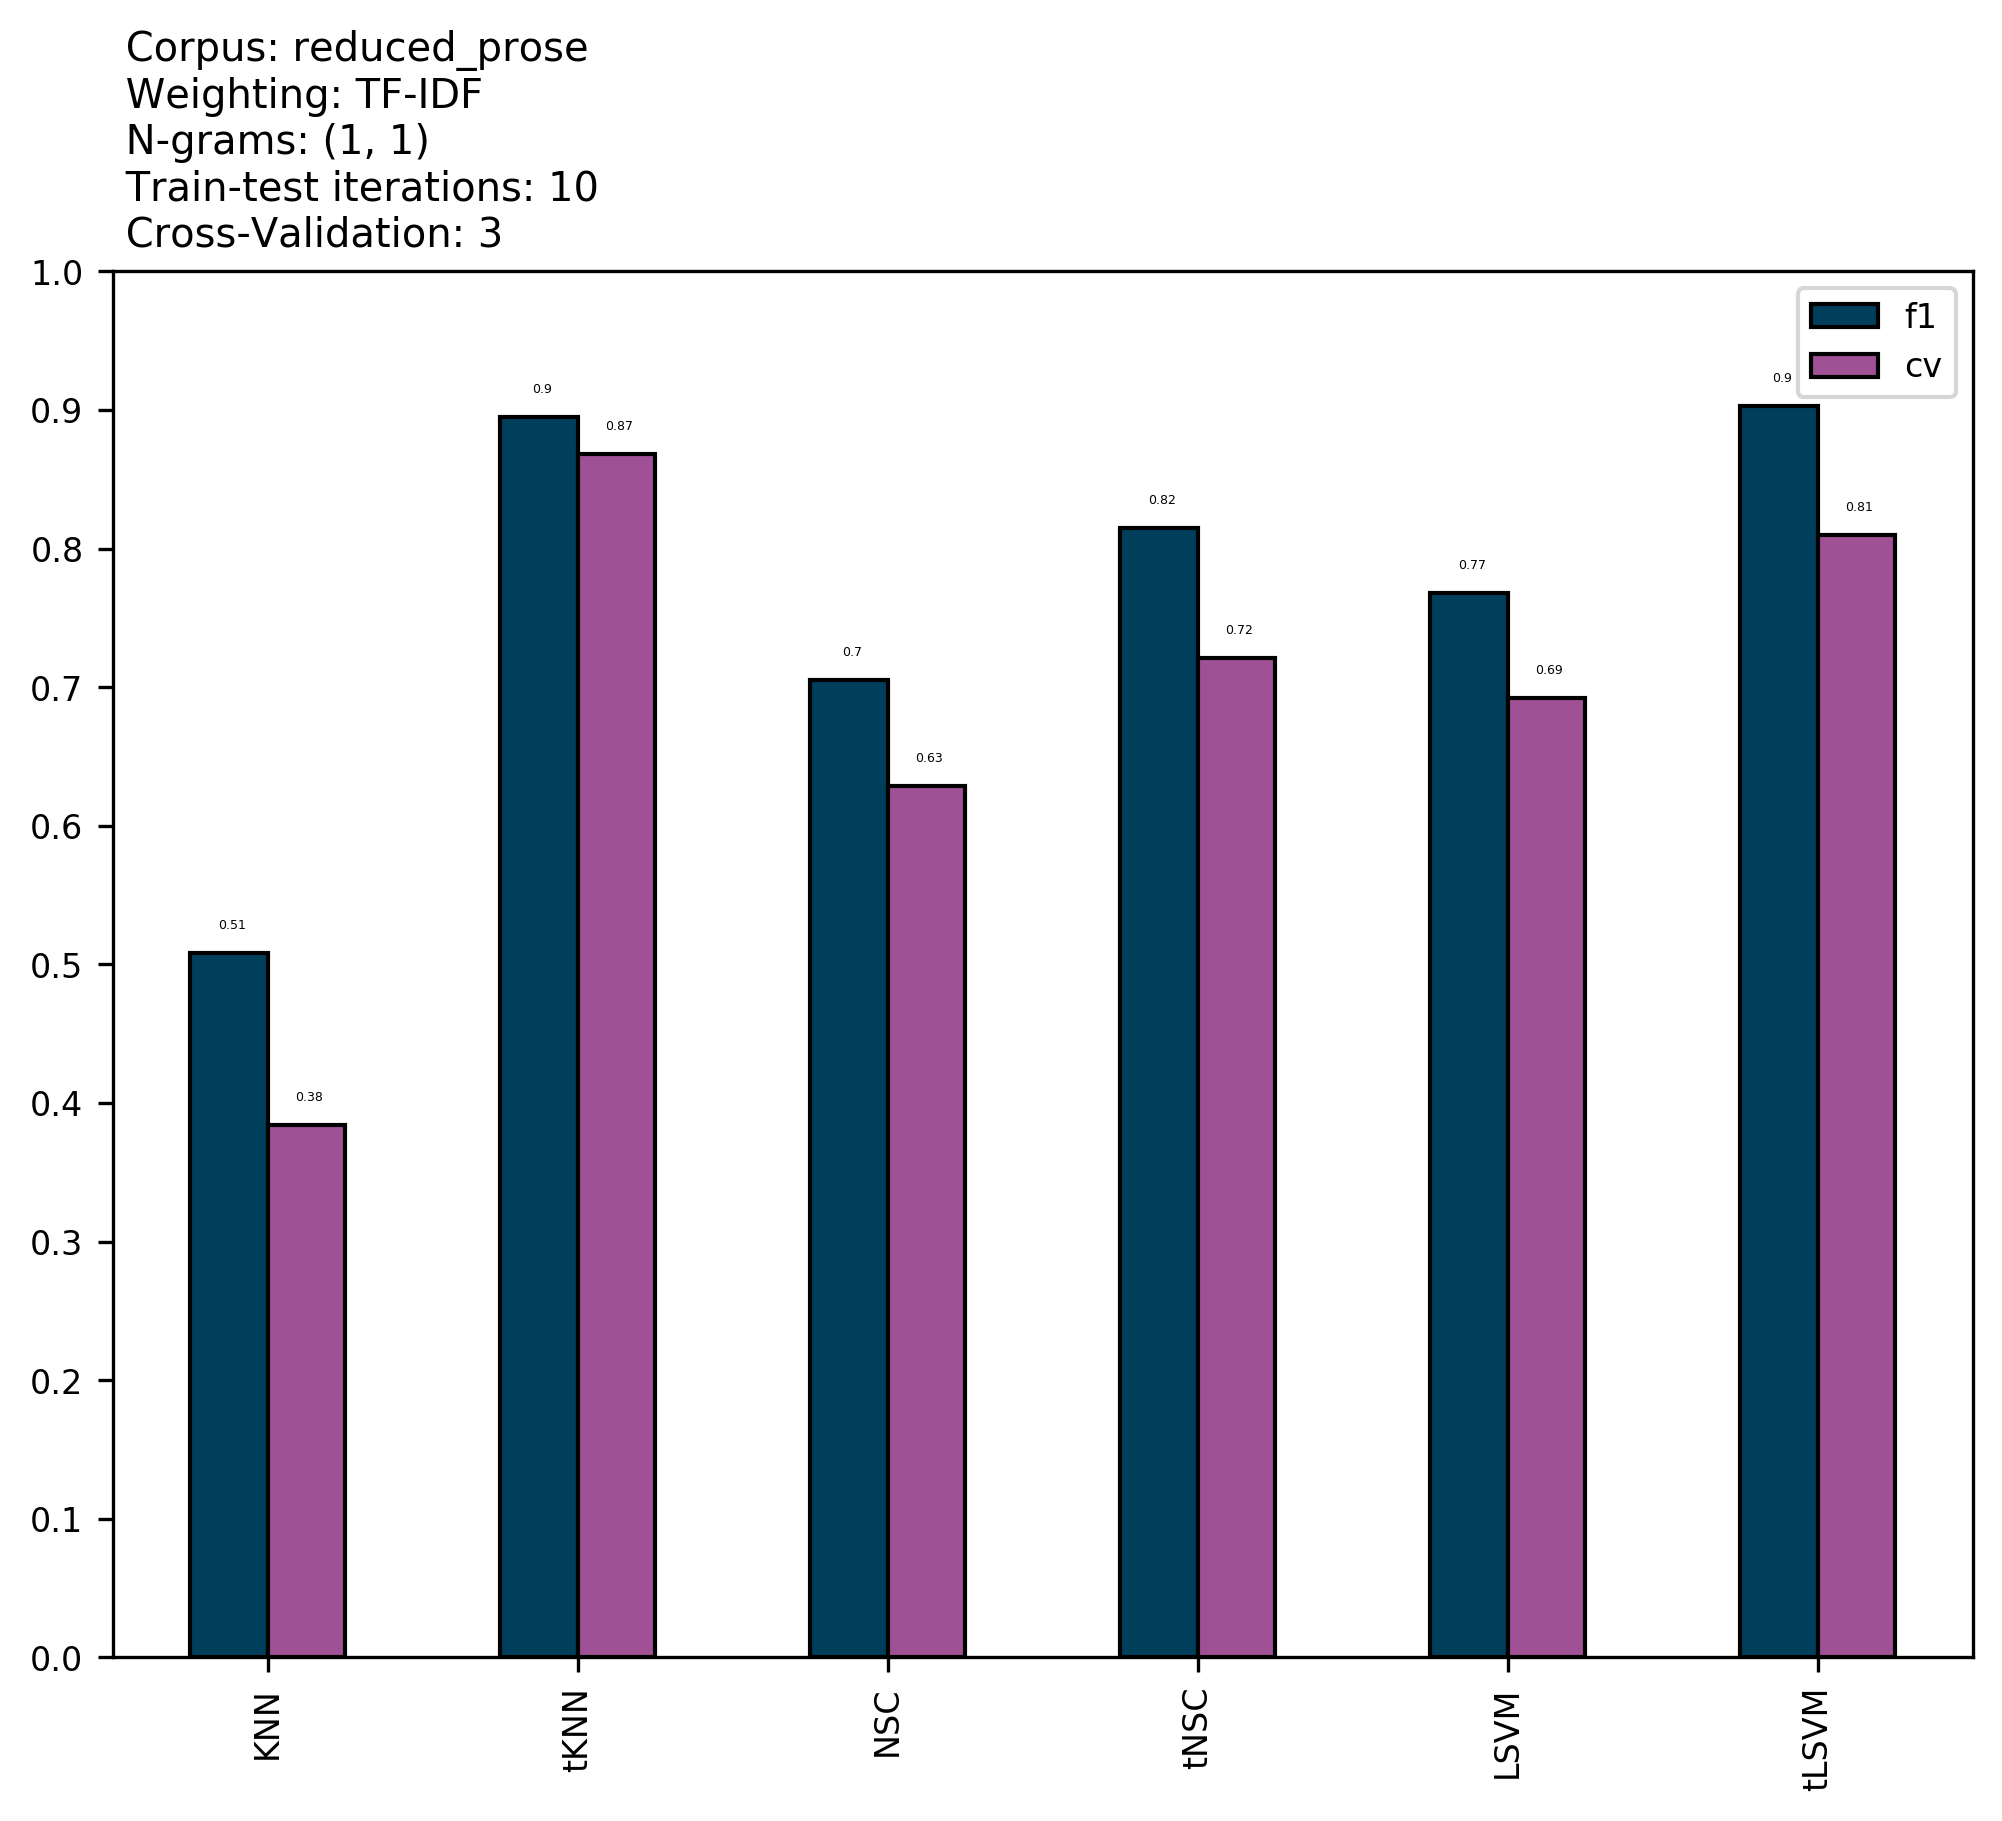 Corpus: reduced_prose
Weighting: TF-IDF
N-grams: (1, 1)
Train-test iterations: 10
Cross-Validation: 3
1.0
0.9
0.8
0.7
0.6
0.5
0.4
0.3
0.2
0.1
0.0
f1
cv
0.51
0.38
0.9
0.87
0.7
0.63
0.82
0.72
0.77
0.69
0.9
0.81
KNN
tKNN
NSC
tNSC
LSVM
tLSVM